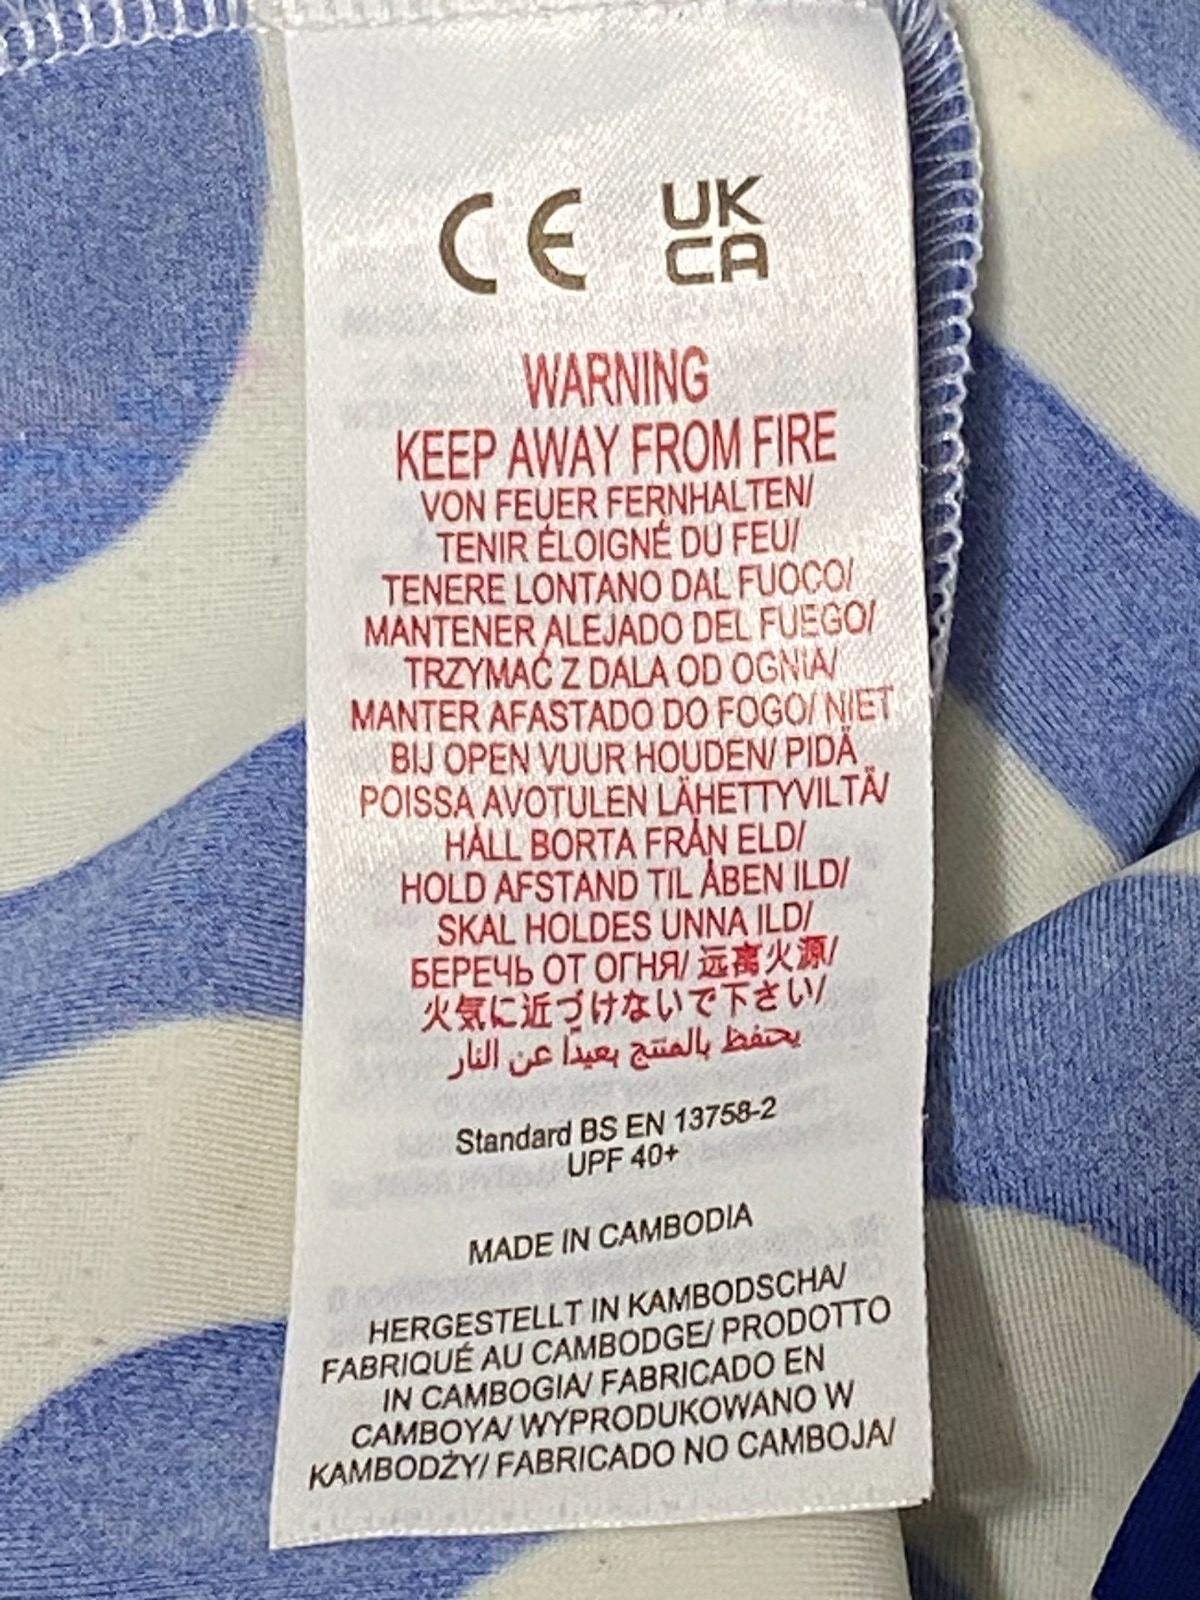 CE UK
CA
WARNING
KEEP AWAY FROM FIRE
VON FEUER FERNHALTEN/
TENIR ÉLOIGNÉ DU FEU/
TENERE LONTANO DAL FUOCO/
MANTENER ALEJADO DEL FUEGO/
TRZYMAĆ Z DALA OD OGNIA/
MANTER AFASTADO DO FOGO/ NIET
BIJ OPEN VUUR HOUDEN/ PIDÄ
POISSA AVOTULEN LÄHETTYVILTÄ/
HÅLL BORTA FRÅN ELD/
HOLD AFSTAND TIL ÅBEN ILD/
SKAL HOLDES UNNA ILD/
БЕРЕЧЬ ОТ ОГНЯ/ 远离火源/
火気に近づけないで下さい/
يحتفظ بالمنتج بعيدا عن النار
Standard BS EN 13758-2
UPF 40+
MADE IN CAMBODIA
HERGESTELLT IN KAMBODSCHA/
FABRIQUÉ AU CAMBODGE/ PRODOTTO
IN CAMBOGIA/ FABRICADO EN
CAMBOYA/ WYPRODUKOWANO W
KAMBODŻY/ FABRICADO NO CAMBOJA/